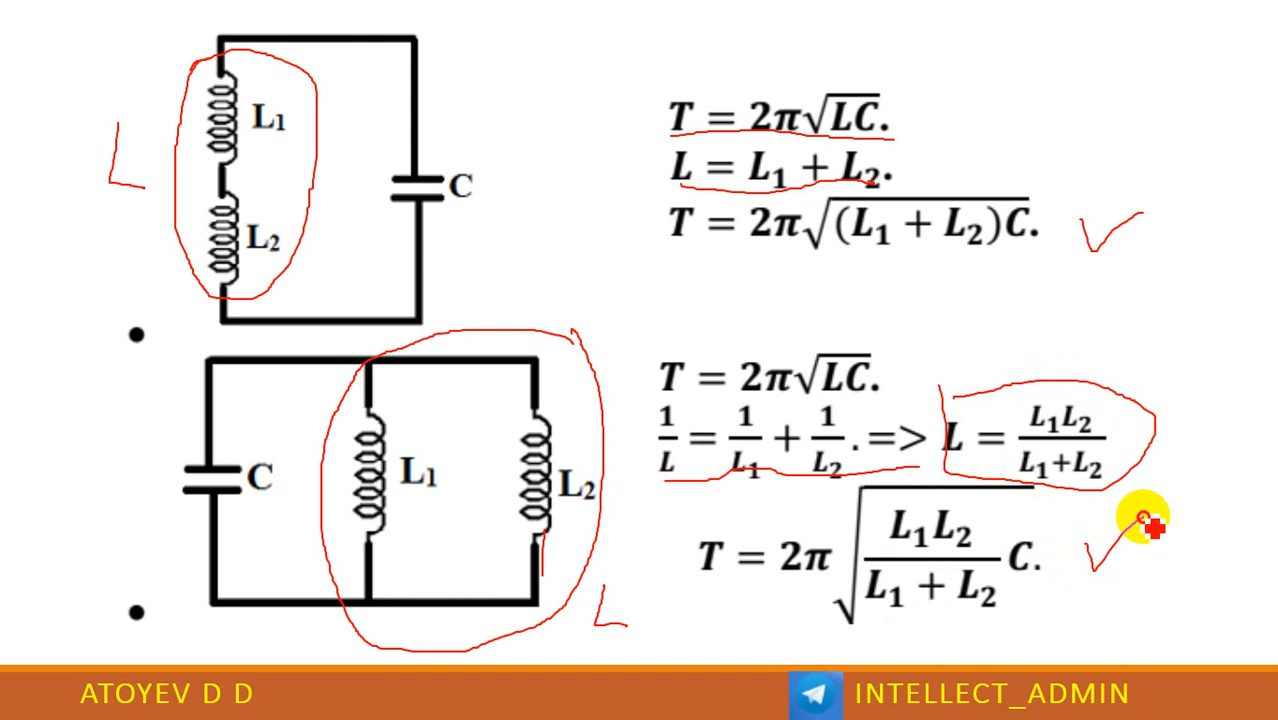 L₁
L₂
C
L
T = 2π√LC.
L = L₁ + L₂.
T = 2π√(L₁ + L₂)C.
C
L₁
L₂
L
T = 2π√LC.
1/L = 1/L₁ + 1/L₂ . => L = L₁L₂/L₁+L₂
T = 2π√L₁L₂/L₁ + L₂ C.
ATOYEV D D
INTELLECT_ADMIN